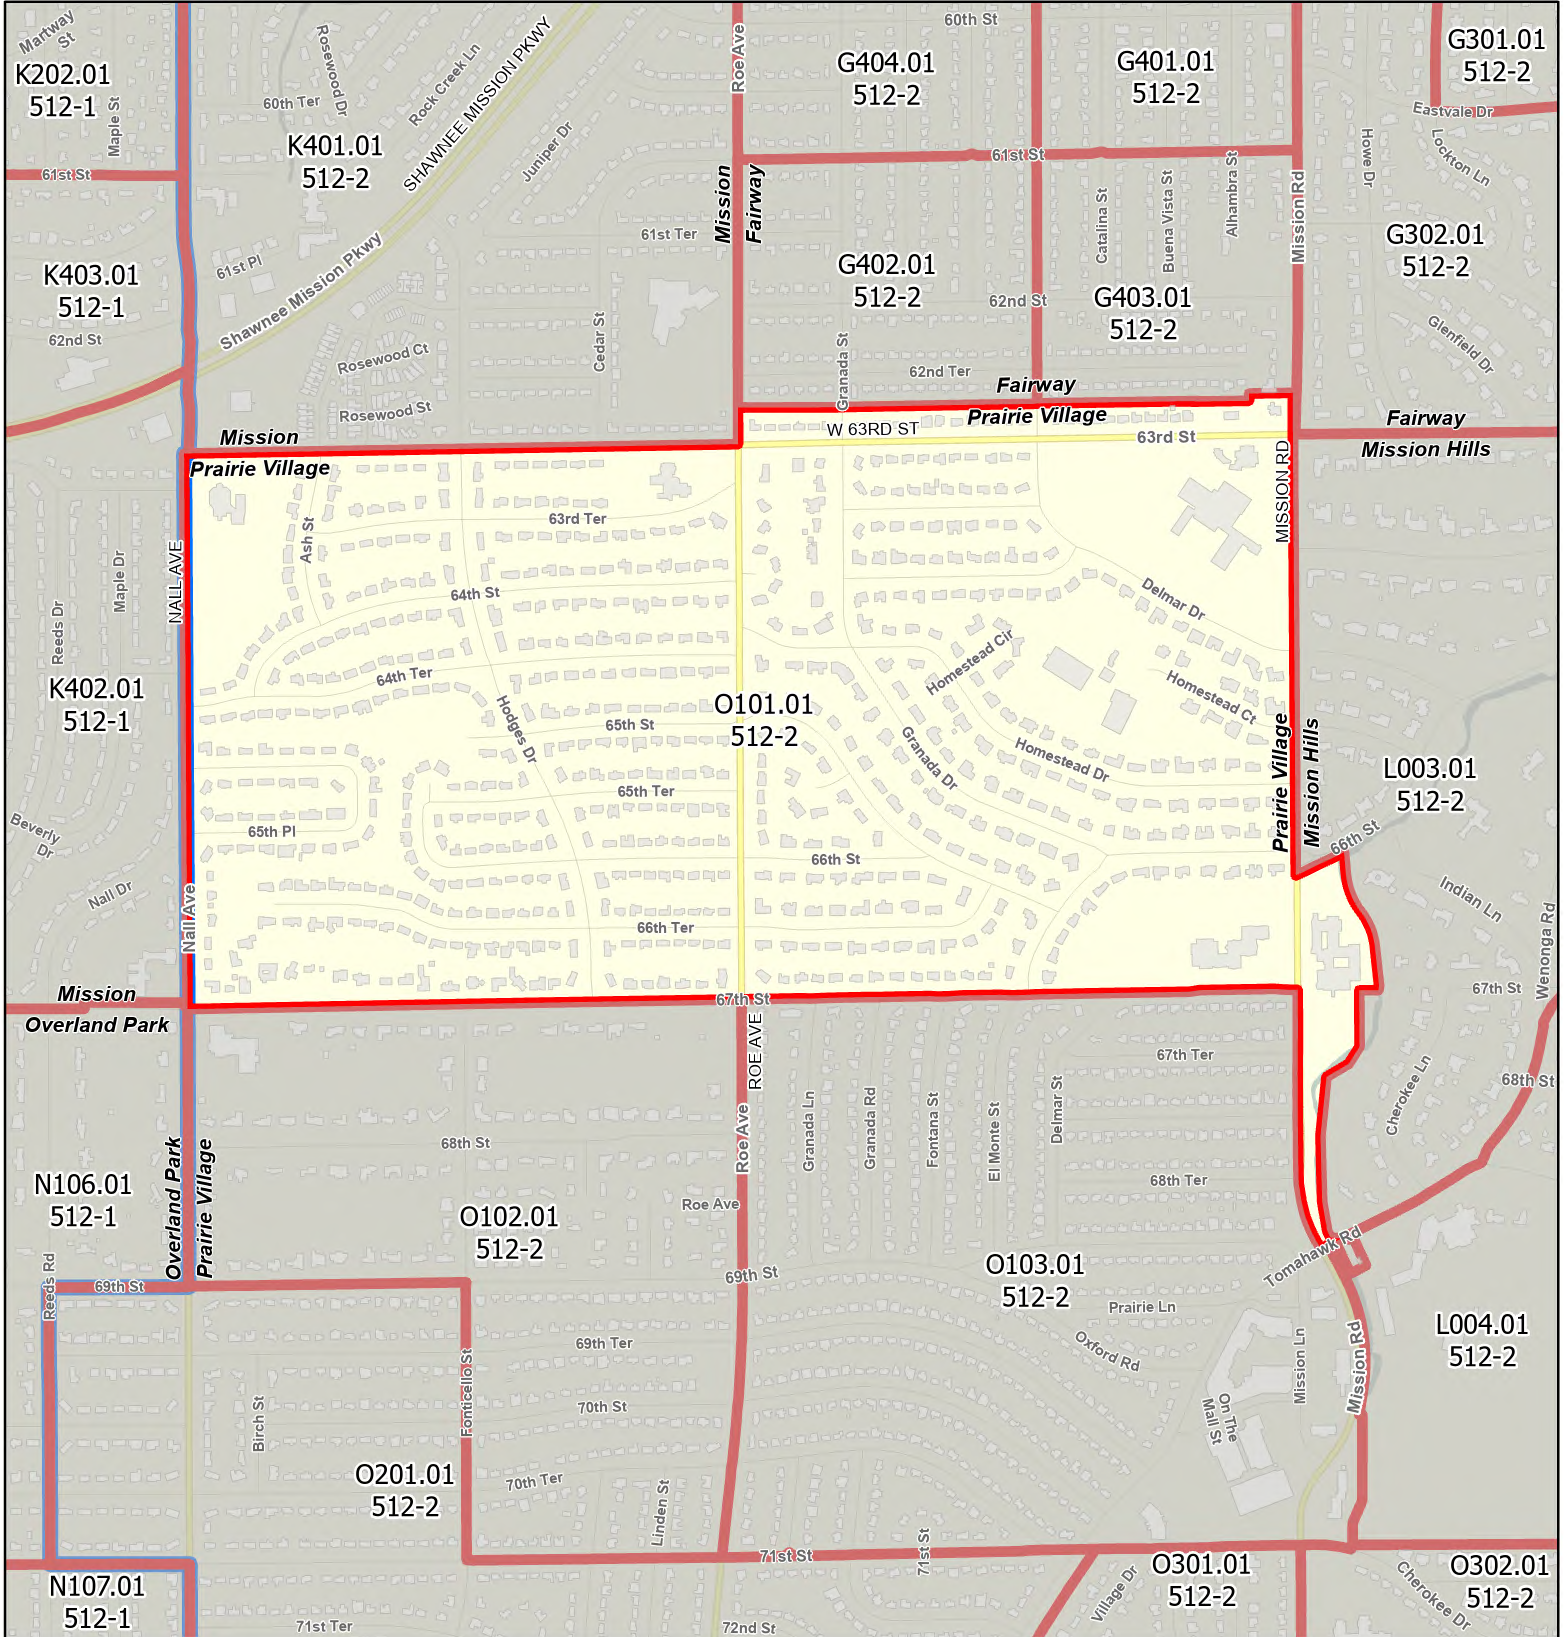 Martway
St
K202.01
512-1
Maple St
61st St
K403.01
512-1
62nd St
Rosewood Dr
60th Ter
Rock Creek Ln
SHAWNEE MISSION PKWY
K401.01
512-2
Juniper Dr
61st Pl
Shawnee Mission Pkwy
61st Ter
Cedar St
Rosewood Ct
Rosewood St
Roe Ave
Mission
Fairway
60th St
G404.01
512-2
G401.01
512-2
61st St
Catalina St
Buena Vista St
Alhambra St
Mission Rd
G402.01
512-2
62nd St
G403.01
512-2
Granada St
62nd Ter
G301.01
512-2
Eastvale Dr
Howe Dr
Lockton Ln
G302.01
512-2
Glenfield Dr
Fairway
Prairie Village
Fairway
Mission Hills
Mission
Prairie Village
W 63RD ST
63rd St
MISSION RD
NALL AVE
Ash St
63rd Ter
64th St
64th Ter
Hodges Dr
65th St
65th Ter
65th Pl
66th St
66th Ter
O101.01
512-2
Delmar Dr
Homestead Cir
Homestead Ct
Homestead Dr
Granada Dr
Prairie Village
Mission Hills
Reeds Dr
Maple Dr
K402.01
512-1
Beverly
Dr
Nall Dr
Nall Ave
L003.01
512-2
66th St
Indian Ln
Wenonga Rd
67th St
68th St
Cherokee Ln
Mission
Overland Park
67th St
ROE AVE
Roe Ave
Granada Ln
Granada Rd
Fontana St
El Monte St
Delmar St
67th Ter
68th Ter
68th St
Roe Ave
N106.01
512-1
Overland Park
Prairie Village
O102.01
512-2
O103.01
512-2
Tomahawk Rd
Reeds Rd
69th St
69th St
69th Ter
70th St
70th Ter
Birch St
Fonticello St
Linden St
O201.01
512-2
Prairie Ln
Oxford Rd
On The
Mall St
Mission Ln
Mission Rd
L004.01
512-2
71st St
71st St
N107.01
512-1
71st Ter
72nd St
Village Dr
O301.01
512-2
O302.01
512-2
Cherokee Dr